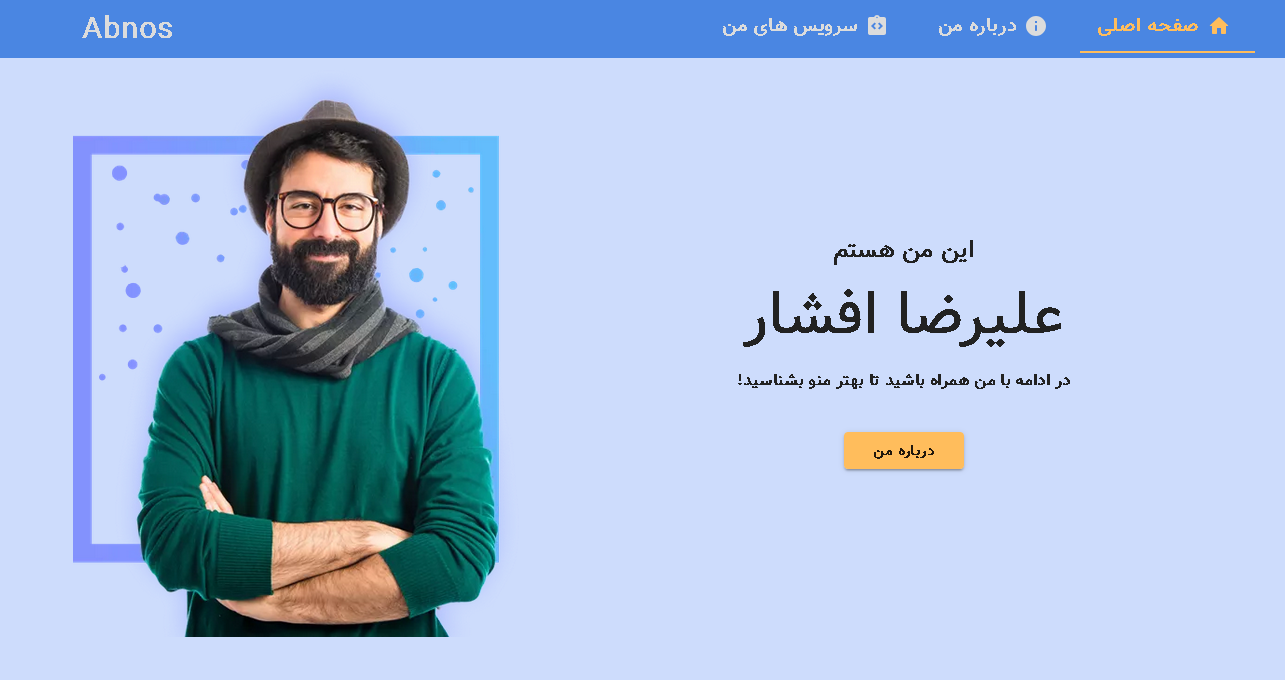 صفحه اصلی
درباره من
سرویس های من
Abnos
این من هستم
علیرضا افشار
در ادامه با من همراه باشید تا بهتر منو بشناسید!
درباره من